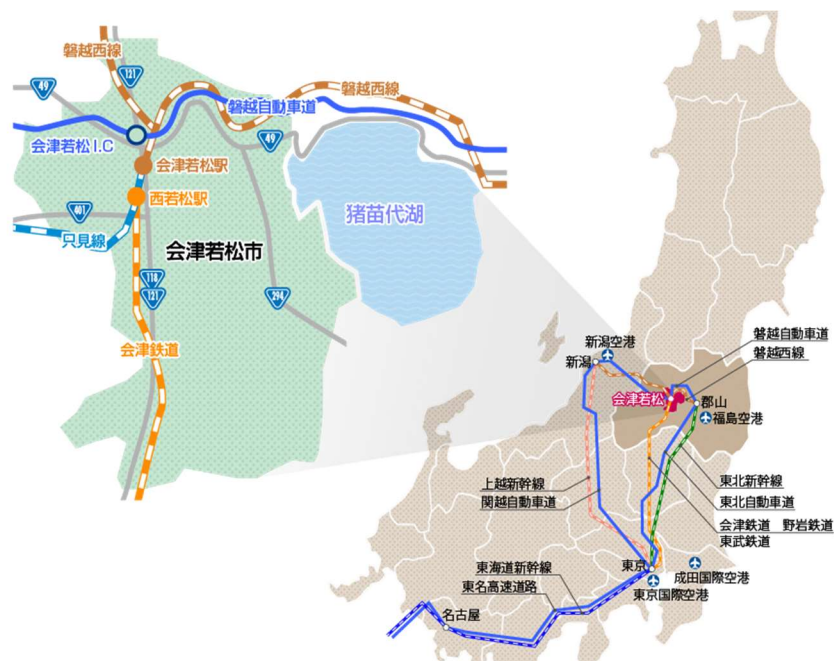 磐越西線
121
49
磐越自動車道
磐越西線
会津若松I.C
49
会津若松駅
西若松駅
401
只見線
猪苗代湖
会津若松市
118
121
294
会津鉄道
新潟空港
新潟
磐越自動車道
磐越西線
会津若松
郡山
福島空港
上越新幹線
関越自動車道
東北新幹線
東北自動車道
会津鉄道 野岩鉄道
東武鉄道
東京
成田国際空港
東京国際空港
東海道新幹線
東名高速道路
名古屋